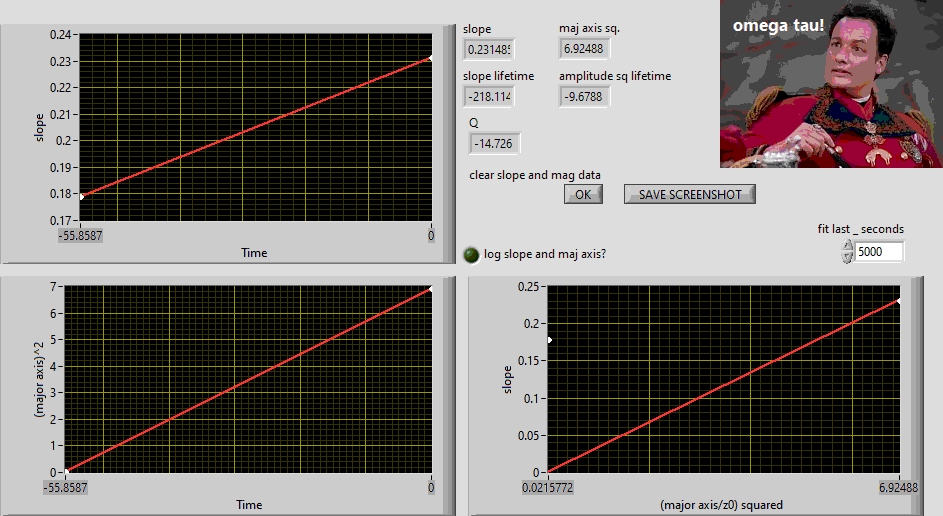 omega tau!
slope
0.231485
maj axis sq.
6.92488
slope lifetime
-218.114
amplitude sq lifetime
-9.6788
Q
-14.726
clear slope and mag data
OK
SAVE SCREENSHOT
log slope and maj axis?
fit last _ seconds
5000
0.24
0.23
0.22
0.21
0.2
0.19
0.18
0.17
slope
-55.8587
0
Time
7
6
5
4
3
2
1
0
(major axis)^2
-55.8587
0
Time
0.25
0.2
0.15
0.1
0.05
0
slope
0.0215772
6.92488
(major axis/z0) squared